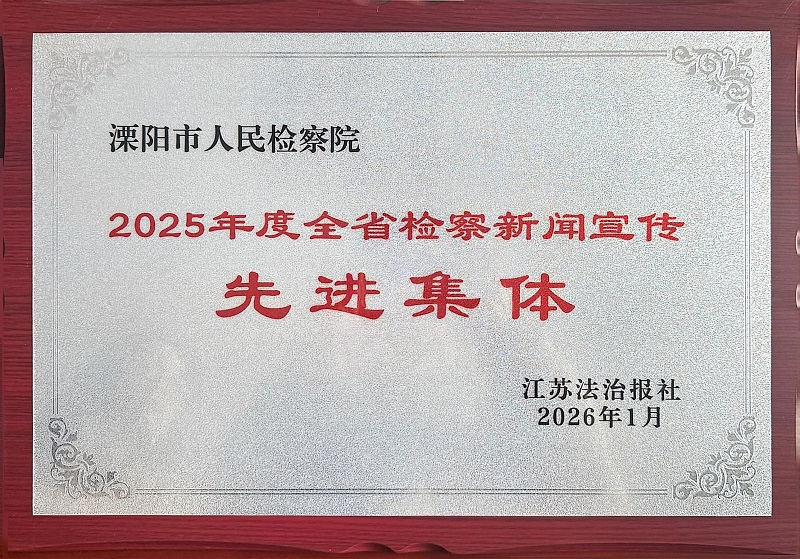 溧阳市人民检察院
2025年度全省检察新闻宣传
先进集体
江苏法治报社
2026年1月